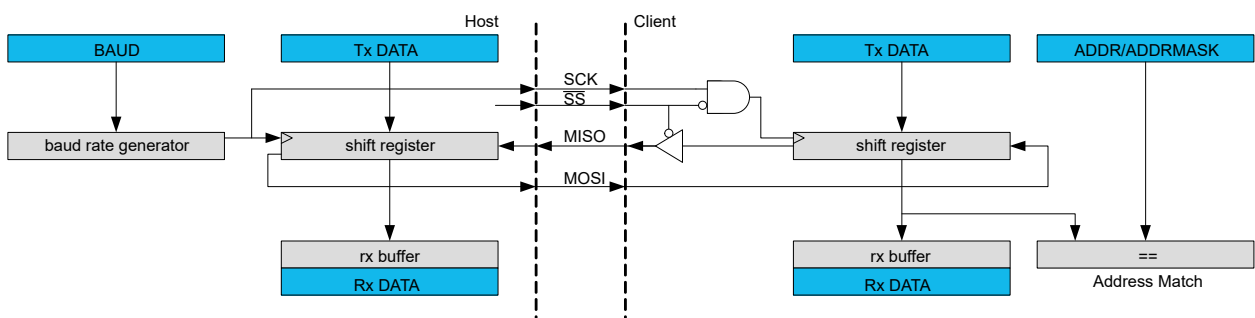 Host Client
BAUD Tx DATA Tx DATA ADDR/ADDRMASK
SCK
SS
baud rate generator shift register MISO shift register
MOSI
rx buffer rx buffer ==
Rx DATA Rx DATA Address Match